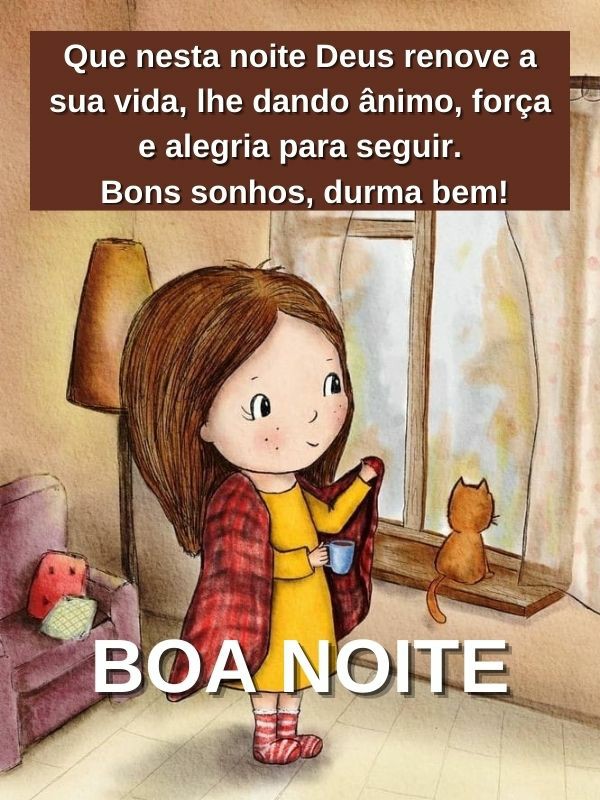 Que nesta noite Deus renove a
sua vida, lhe dando ânimo, força
e alegria para seguir.
Bons sonhos, durma bem!
BOA NOITE